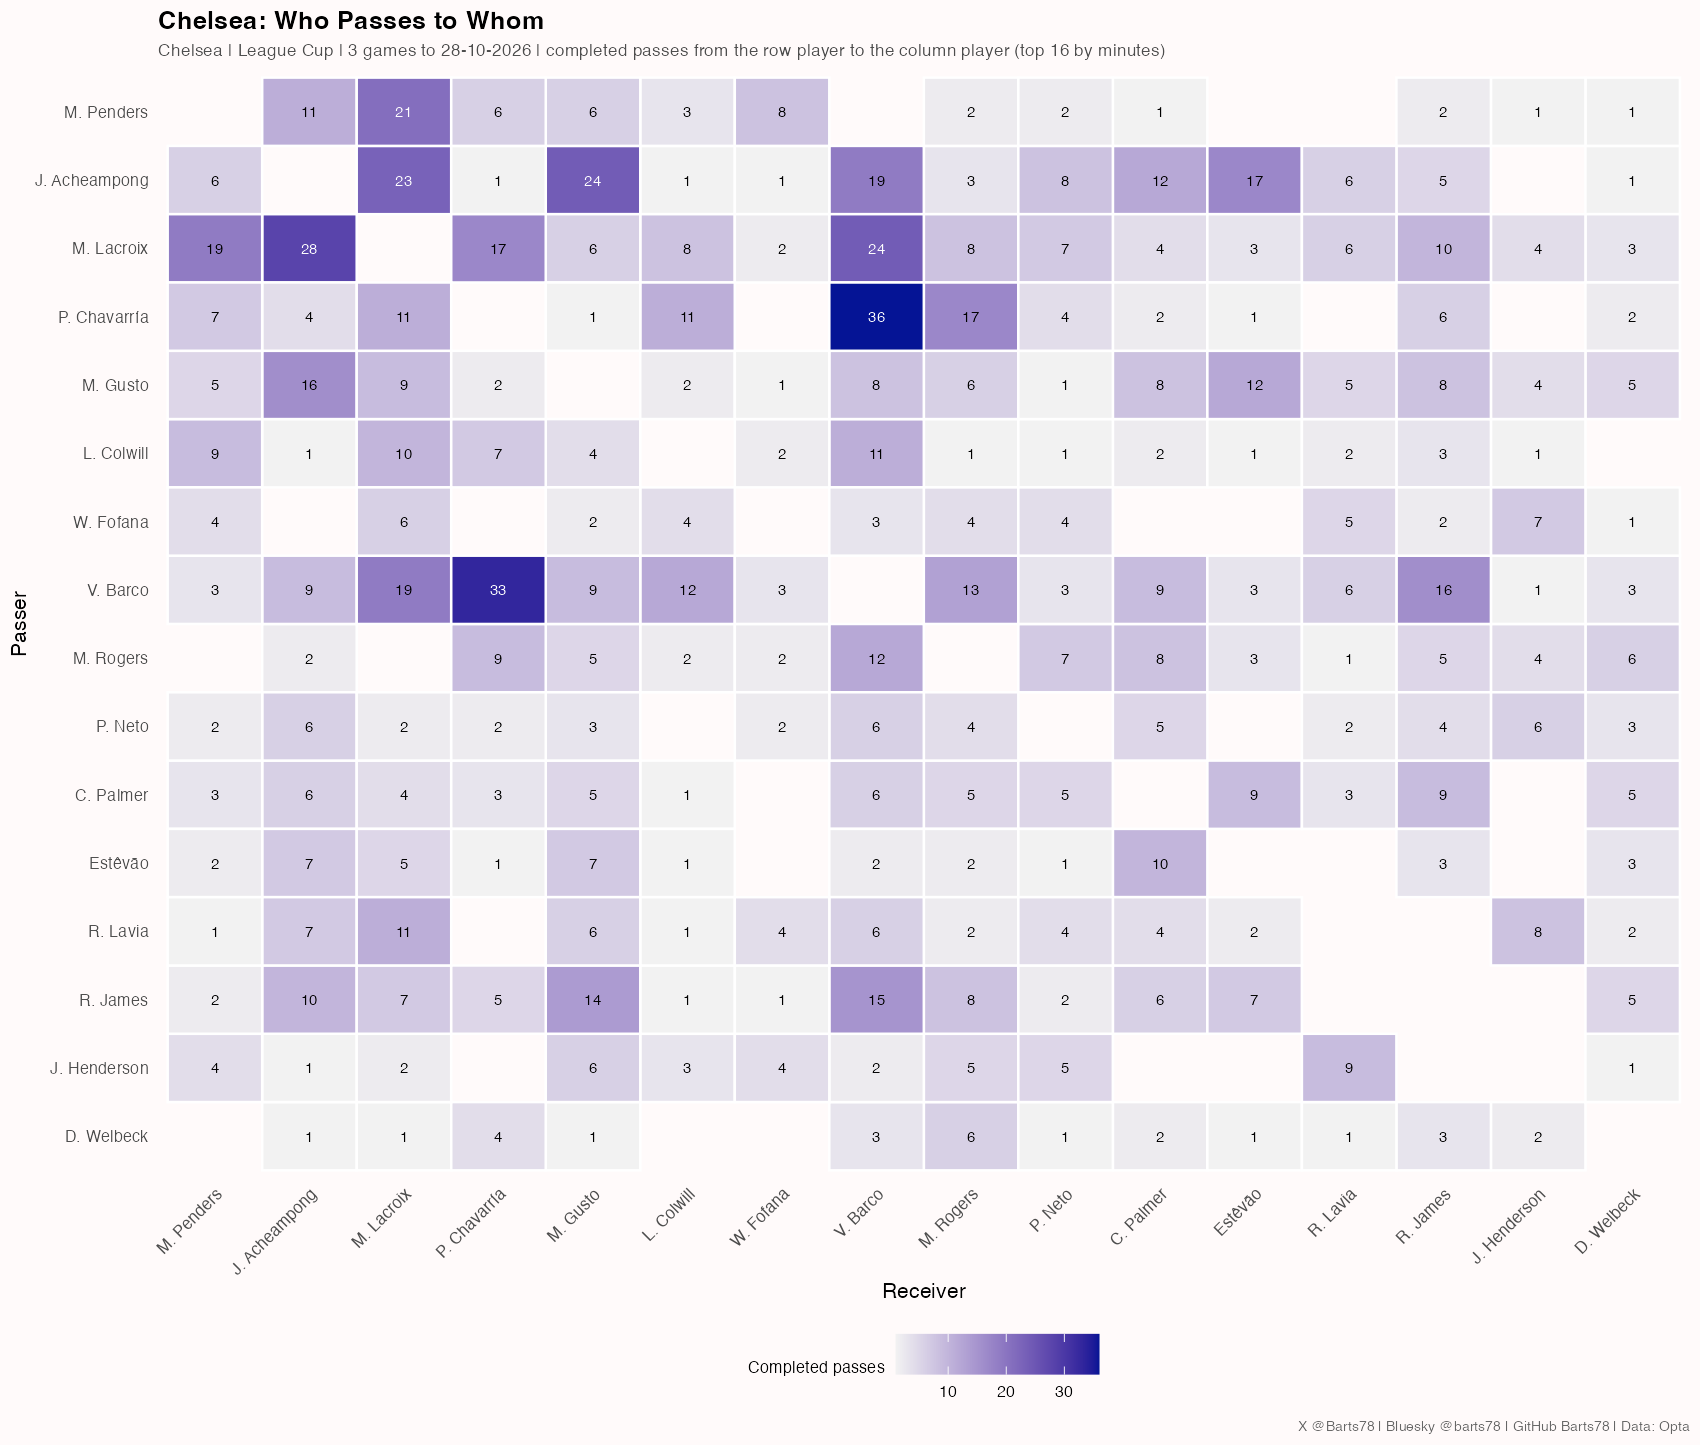 Chelsea: Who Passes to Whom
Chelsea | League Cup | 3 games to 28-10-2026 | completed passes from the row player to the column player (top 16 by minutes)
Passer
M. Penders 11 21 6 6 3 8 2 2 1 2 1 1
J. Acheampong 6 23 1 24 1 1 19 3 8 12 17 6 5 1
M. Lacroix 19 28 17 6 8 2 24 8 7 4 3 6 10 4 3
P. Chavarría 7 4 11 1 11 36 17 4 2 1 6 2
M. Gusto 5 16 9 2 2 1 8 6 1 8 12 5 8 4 5
L. Colwill 9 1 10 7 4 2 11 1 1 2 1 2 3 1
W. Fofana 4 6 2 4 3 4 4 5 2 7 1
V. Barco 3 9 19 33 9 12 3 13 3 9 3 6 16 1 3
M. Rogers 2 9 5 2 2 12 7 8 3 1 5 4 6
P. Neto 2 6 2 2 3 2 6 4 5 2 4 6 3
C. Palmer 3 6 4 3 5 1 6 5 5 9 3 9 5
Estêvão 2 7 5 1 7 1 2 2 1 10 3 3
R. Lavia 1 7 11 6 1 4 6 2 4 4 2 8 2
R. James 2 10 7 5 14 1 1 15 8 2 6 7 5
J. Henderson 4 1 2 6 3 4 2 5 5 9 1
D. Welbeck 1 1 4 1 3 6 1 2 1 1 3 2
M. Penders J. Acheampong M. Lacroix P. Chavarría M. Gusto L. Colwill W. Fofana V. Barco M. Rogers P. Neto C. Palmer Estêvão R. Lavia R. James J. Henderson D. Welbeck
Receiver
Completed passes
10 20 30
X @Barts78 | Bluesky @barts78 | GitHub Barts78 | Data: Opta